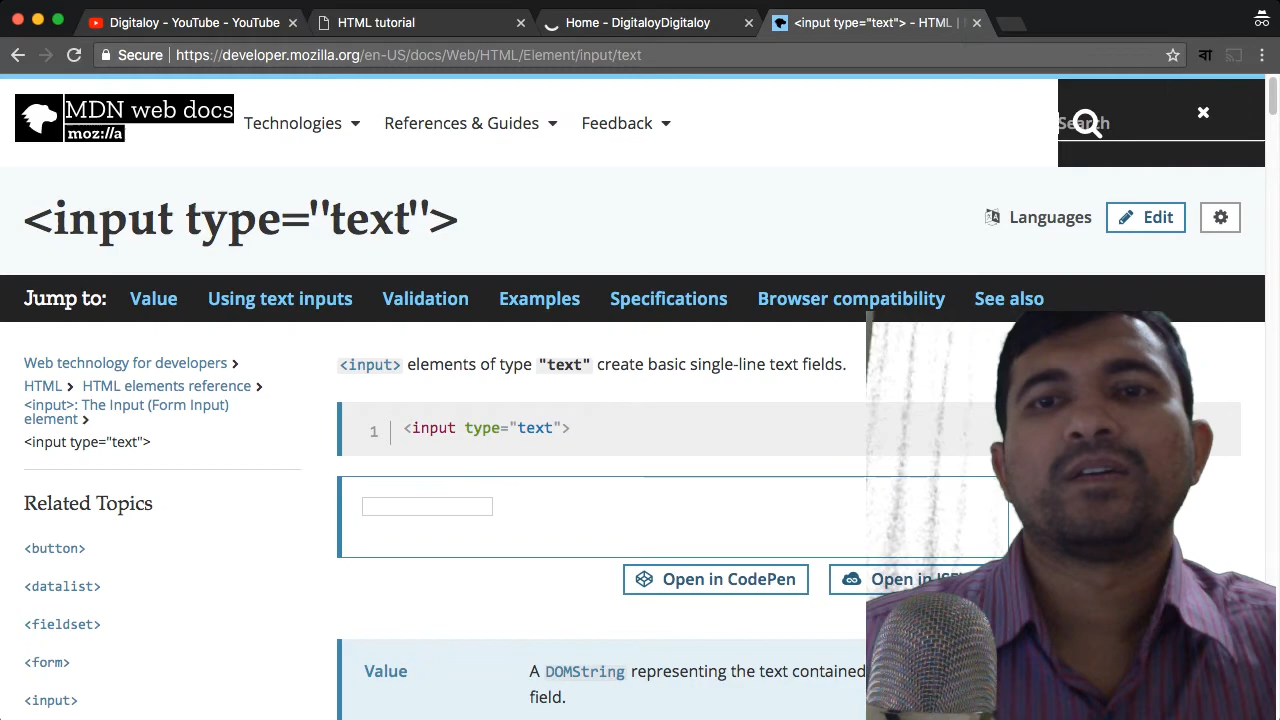 Digitaloy - YouTube - YouTube
HTML tutorial
Home - DigitaloyDigitaloy
<input type="text"> - HTML |
Secure
https://developer.mozilla.org/en-US/docs/Web/HTML/Element/input/text
বা
MDN web docs
moz://a
Technologies
References & Guides
Feedback
Search
<input type="text">
Languages
Edit
Jump to:
Value
Using text inputs
Validation
Examples
Specifications
Browser compatibility
See also
Web technology for developers
HTML
HTML elements reference
<input>: The Input (Form Input)
element
<input type="text">
Related Topics
<button>
<datalist>
<fieldset>
<form>
<input>
<input> elements of type "text" create basic single-line text fields.
1
<input type="text">
Open in CodePen
Open in
Value
A DOMString representing the text contained
field.